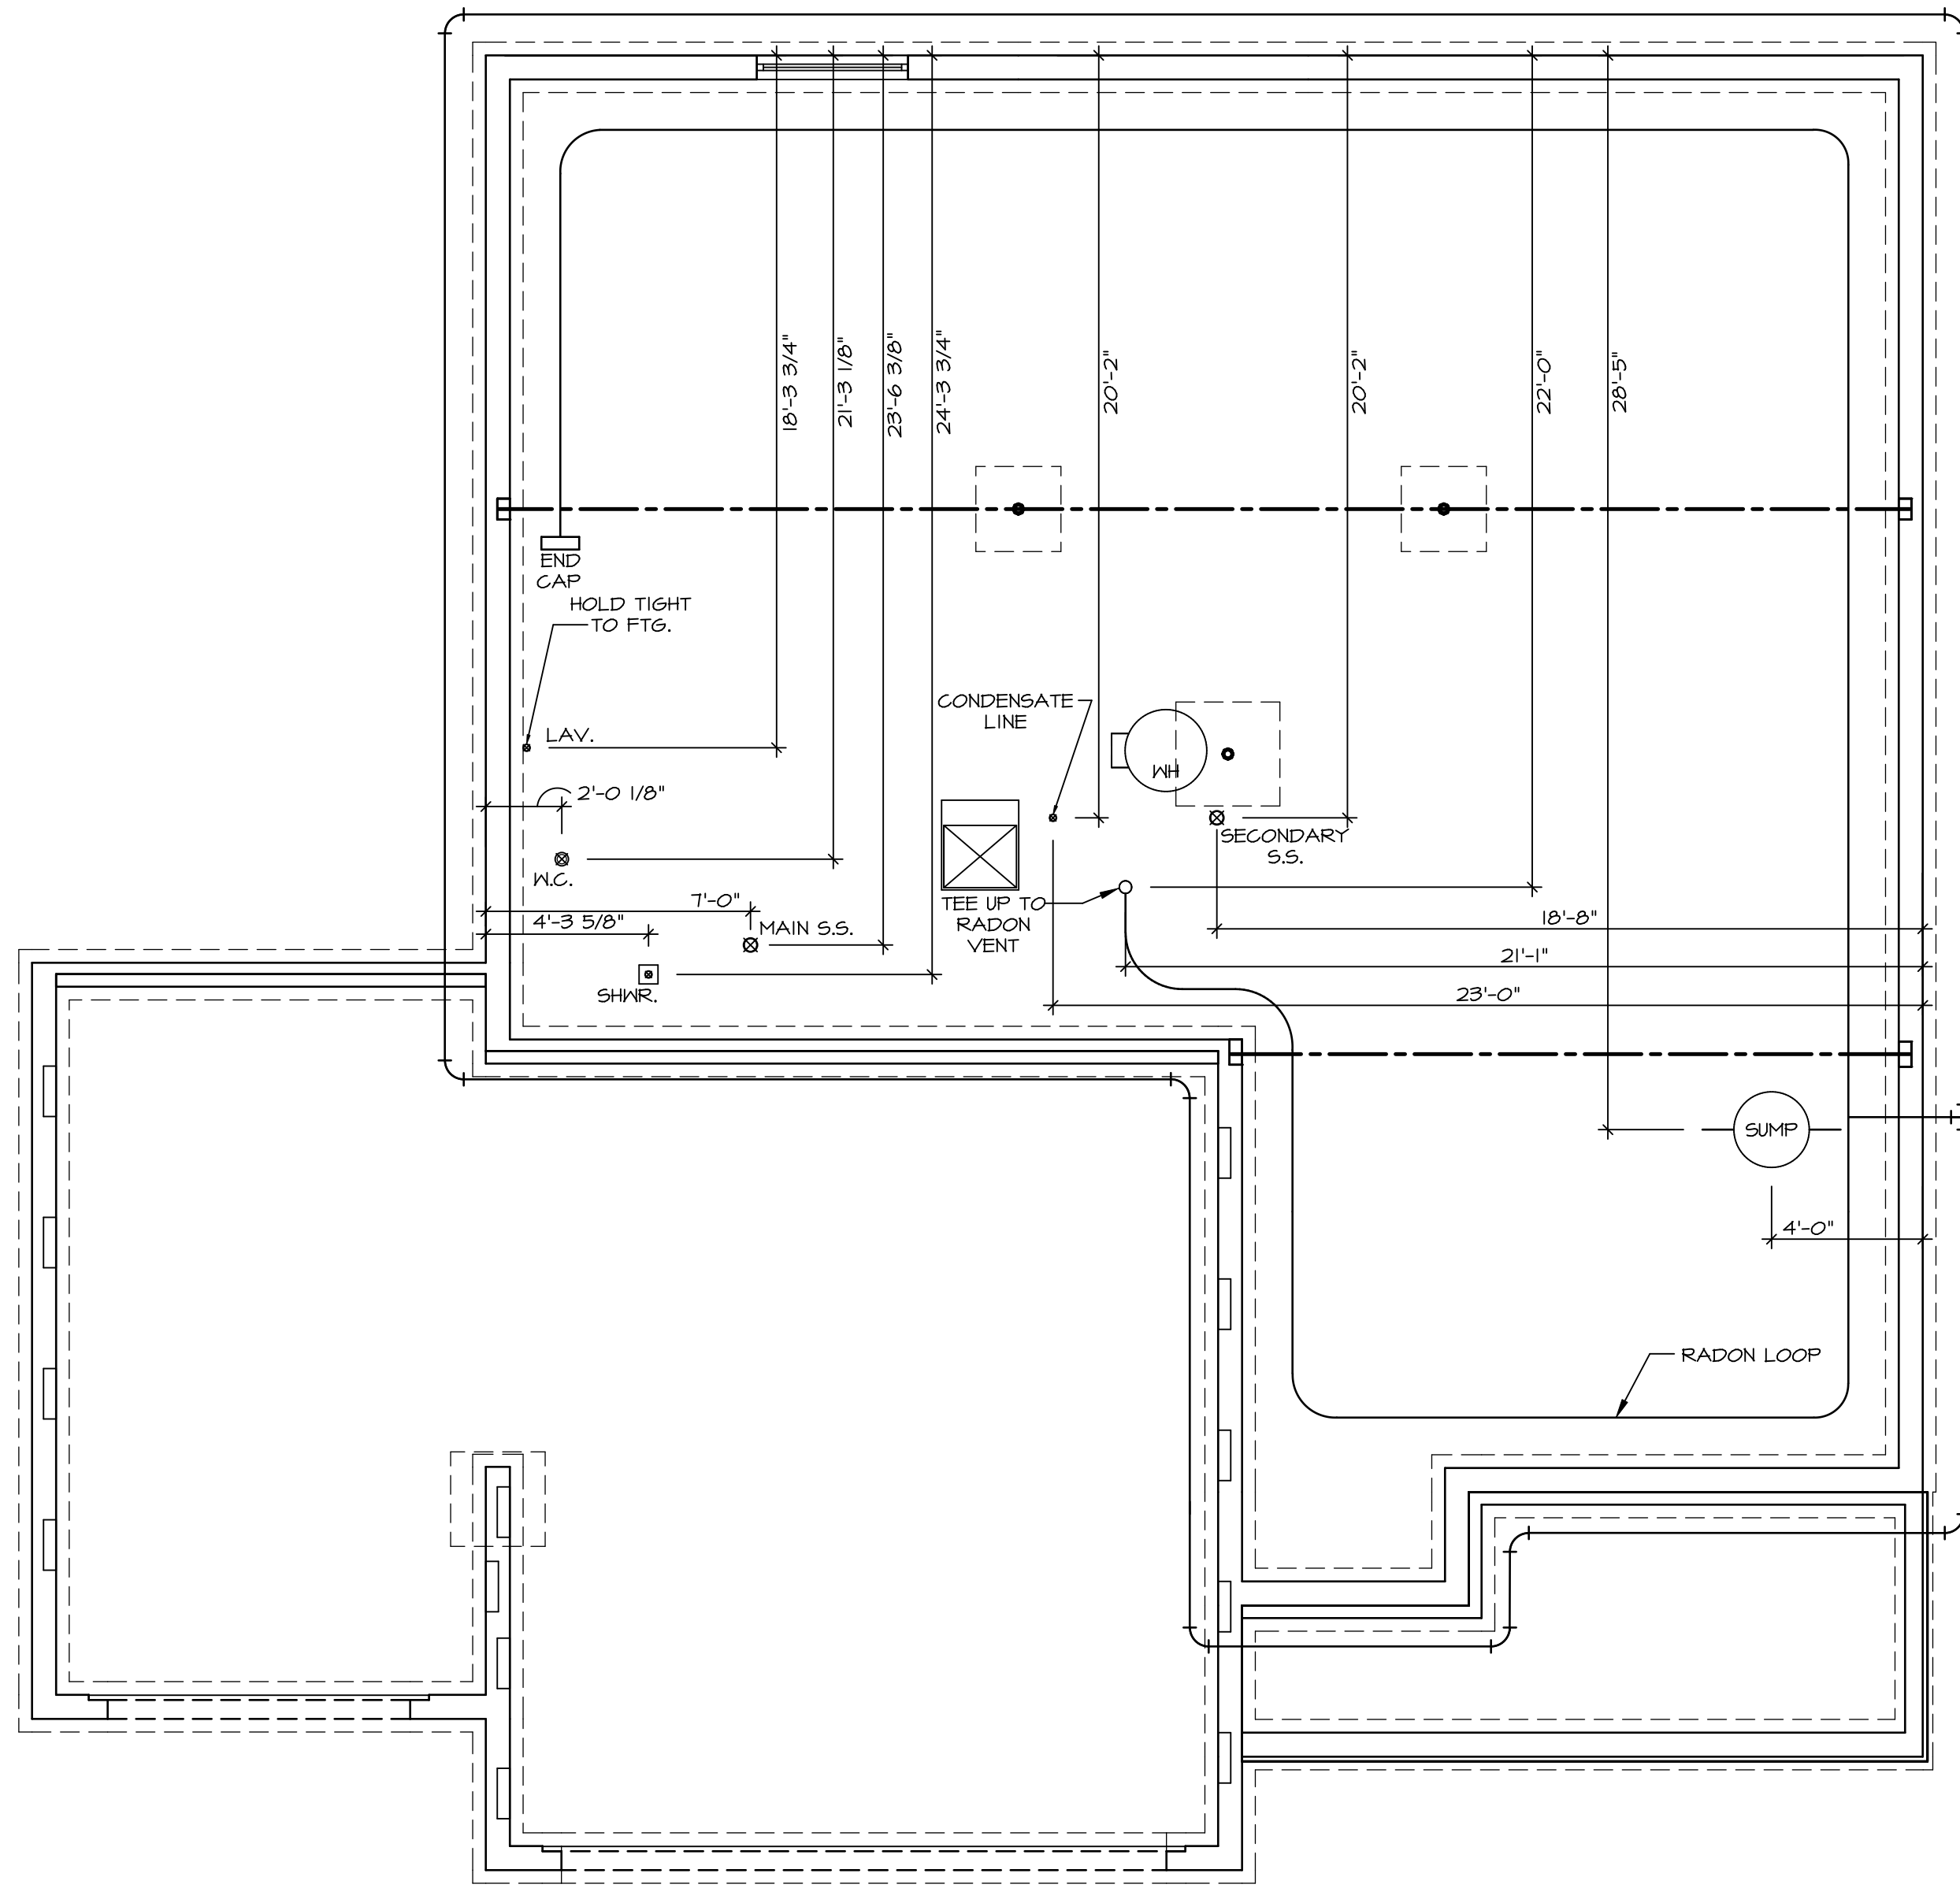 18'-3 3/4"
21'-3 1/8"
23'-6 3/8"
24'-3 3/4"
20'-2"
20'-2"
22'-0"
28'-5"
END
CAP
HOLD TIGHT
TO FTG.
LAV.
CONDENSATE
LINE
WH
2'-0 1/8"
SECONDARY
S.S.
W.C.
7'-0"
4'-3 5/8"
MAIN S.S.
TEE UP TO
RADON
VENT
18'-8"
21'-1"
SHWR.
23'-0"
SUMP
4'-0"
RADON LOOP